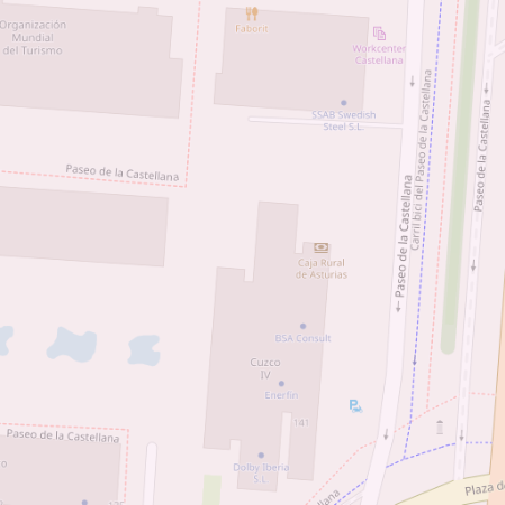 Organización
Mundial
del Turismo
Fabbris
Workcenter
Castellana
SSAB Swedish
Steel S.L.
Paseo de la Castellana
Paseo de la Castellana
Carril bici del Paseo de la Castellana
Paseo de la Castellana
Caja Rural
de Asturias
BSA Consult
Cuzco
IV
Enerfin
141
Paseo de la Castellana
Dolby Iberia
S.L.
Plaza de